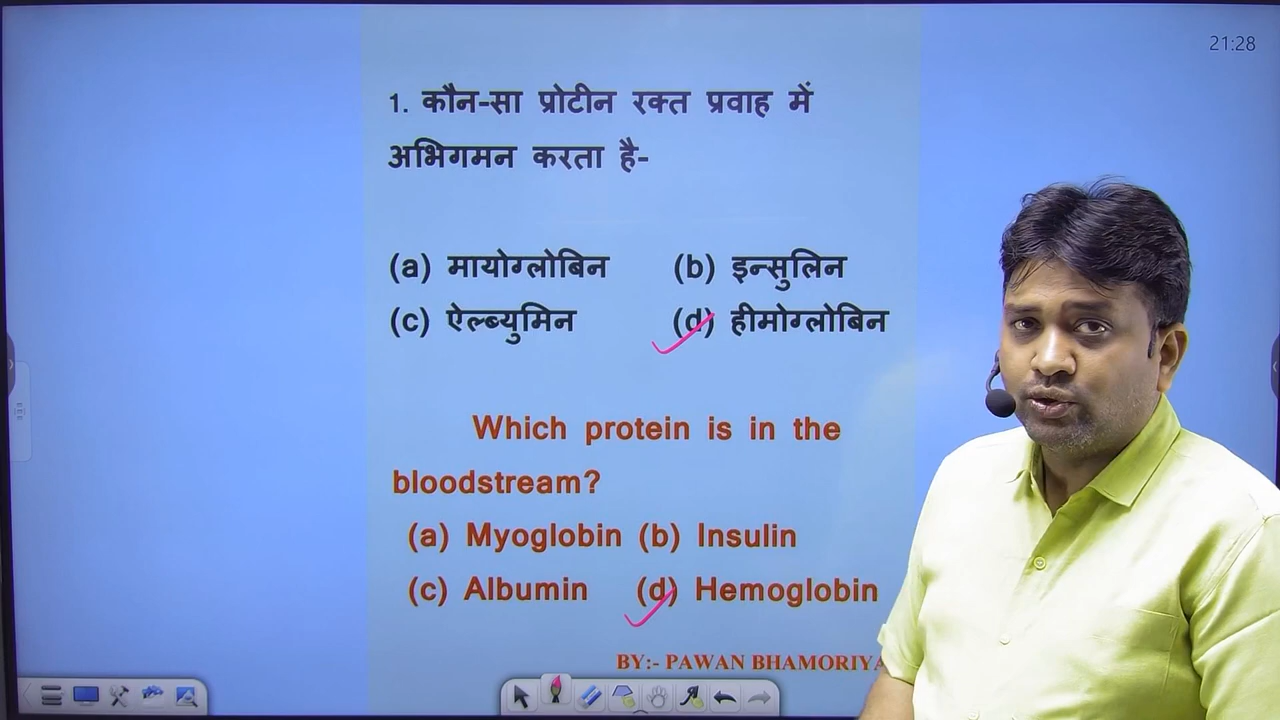 21:28
1. कौन-सा प्रोटीन रक्त प्रवाह में
अभिगमन करता है-
(a) मायोग्लोबिन (b) इन्सुलिन
(c) ऐल्ब्युमिन (d) हीमोग्लोबिन
Which protein is in the
bloodstream?
(a) Myoglobin (b) Insulin
(c) Albumin (d) Hemoglobin
BY:- PAWAN BHAMORIYA